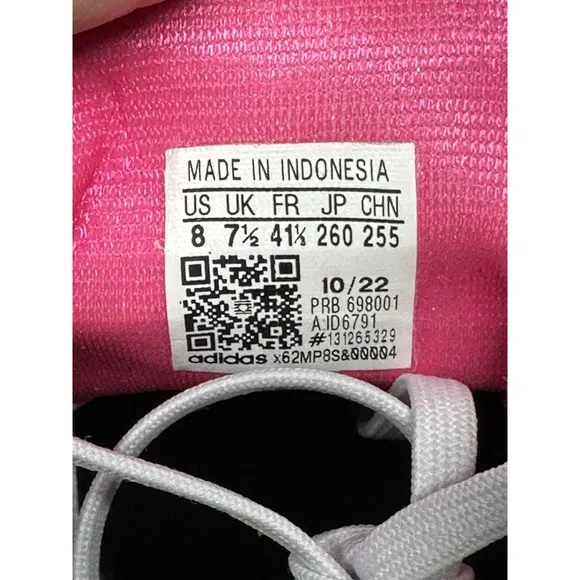 MADE IN INDONESIA
US UK FR JP CHN
8 7½ 41⅓ 260 255
10/22
PRB 698001
A:ID6791
#131265329
adidas x62MP8S&00004